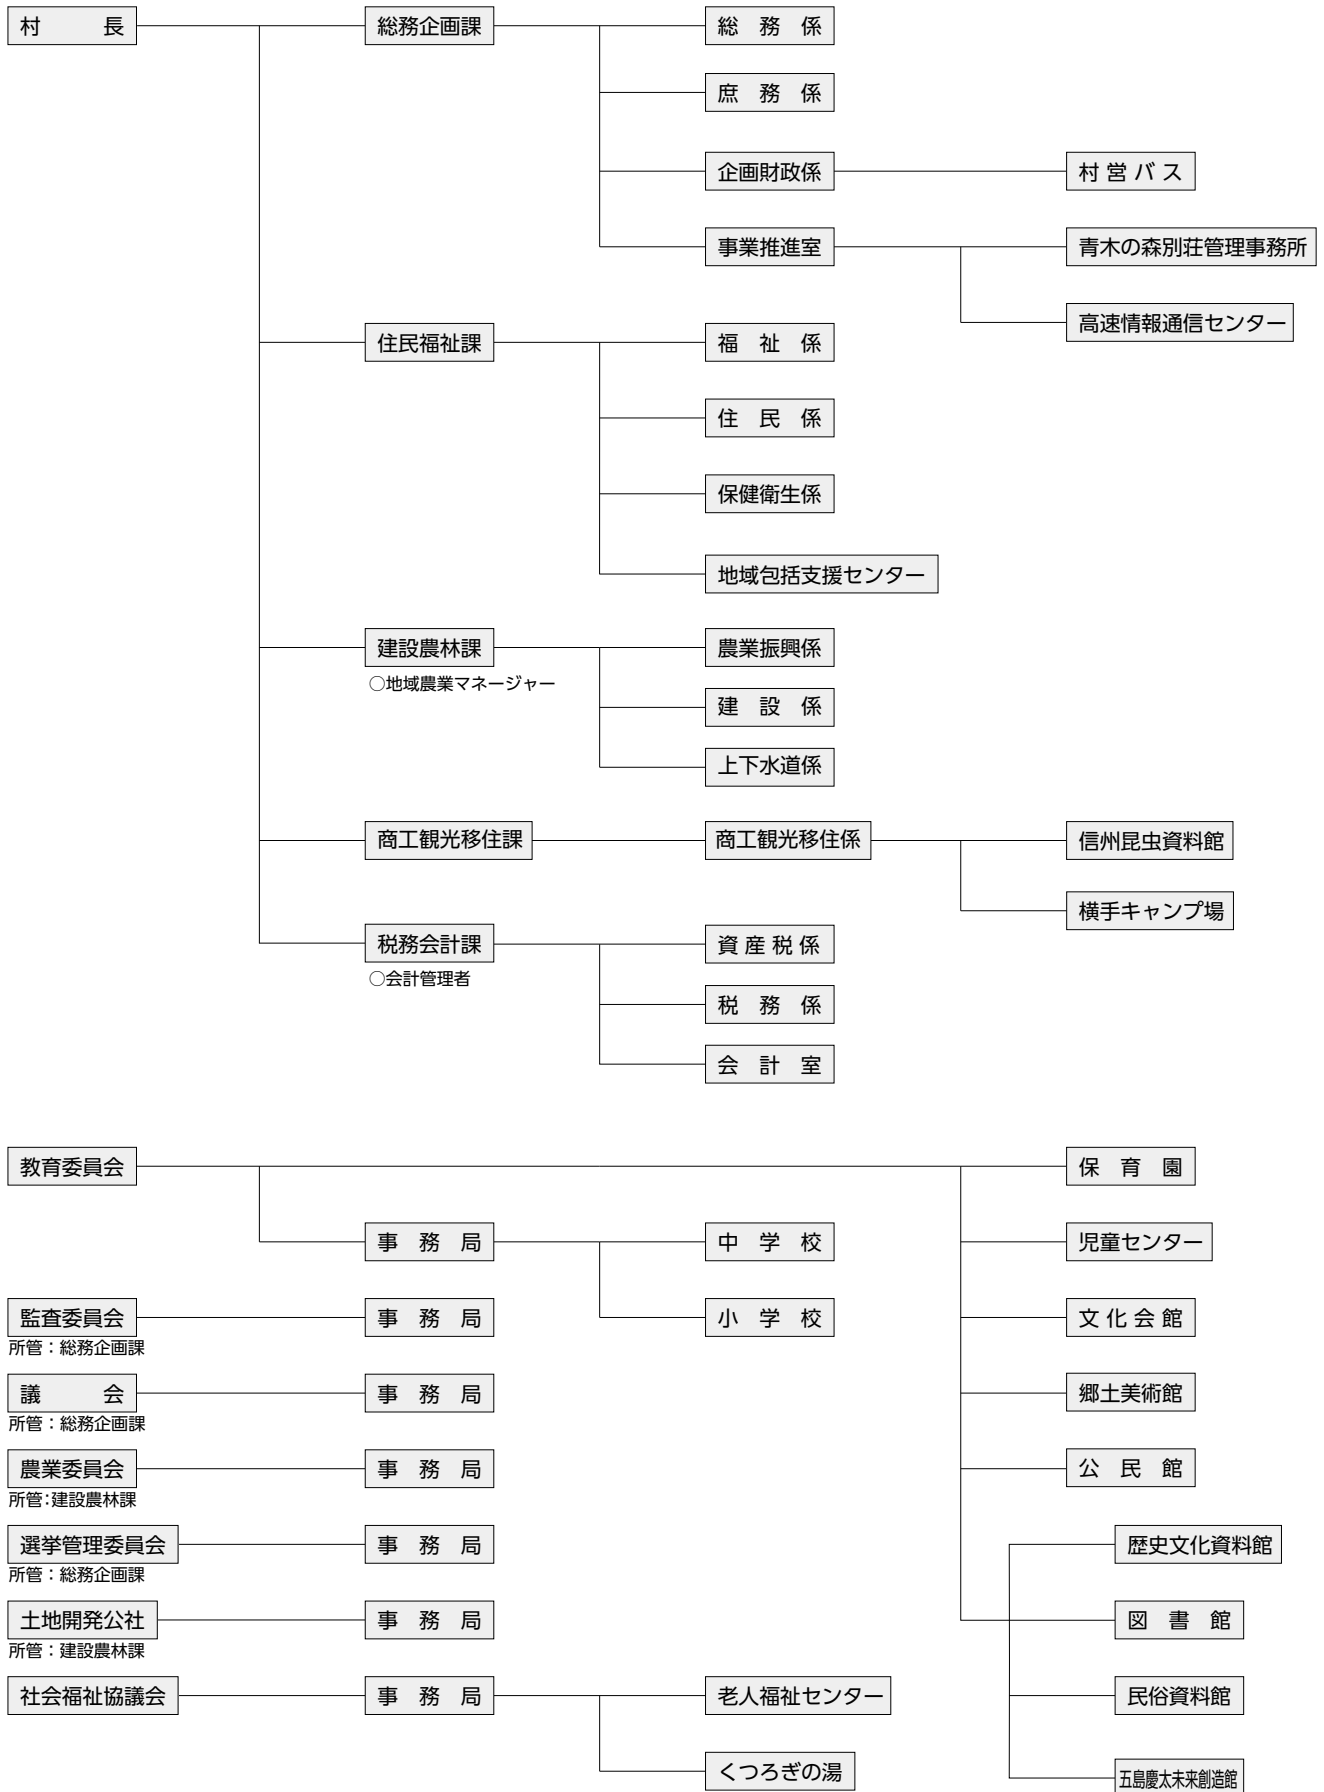 村　　長
総務企画課
総　務　係
庶　務　係
企画財政係
村 営 バ ス
事業推進室
青木の森別荘管理事務所
高速情報通信センター
住民福祉課
福　祉　係
住　民　係
保健衛生係
地域包括支援センター
建設農林課
○地域農業マネージャー
農業振興係
建　設　係
上下水道係
商工観光移住課
商工観光移住係
信州昆虫資料館
横手キャンプ場
税務会計課
○会計管理者
資 産 税 係
税　務　係
会　計　室
教育委員会
保　育　園
事　務　局
中　学　校
児童センター
監査委員会
所管：総務企画課
事　務　局
小　学　校
文 化 会 館
議　　会
所管：総務企画課
事　務　局
郷土美術館
農業委員会
所管：建設農林課
事　務　局
公　民　館
選挙管理委員会
所管：総務企画課
事　務　局
歴史文化資料館
土地開発公社
所管：建設農林課
事　務　局
図　書　館
社会福祉協議会
事　務　局
老人福祉センター
民俗資料館
くつろぎの湯
五島慶太未来創造館